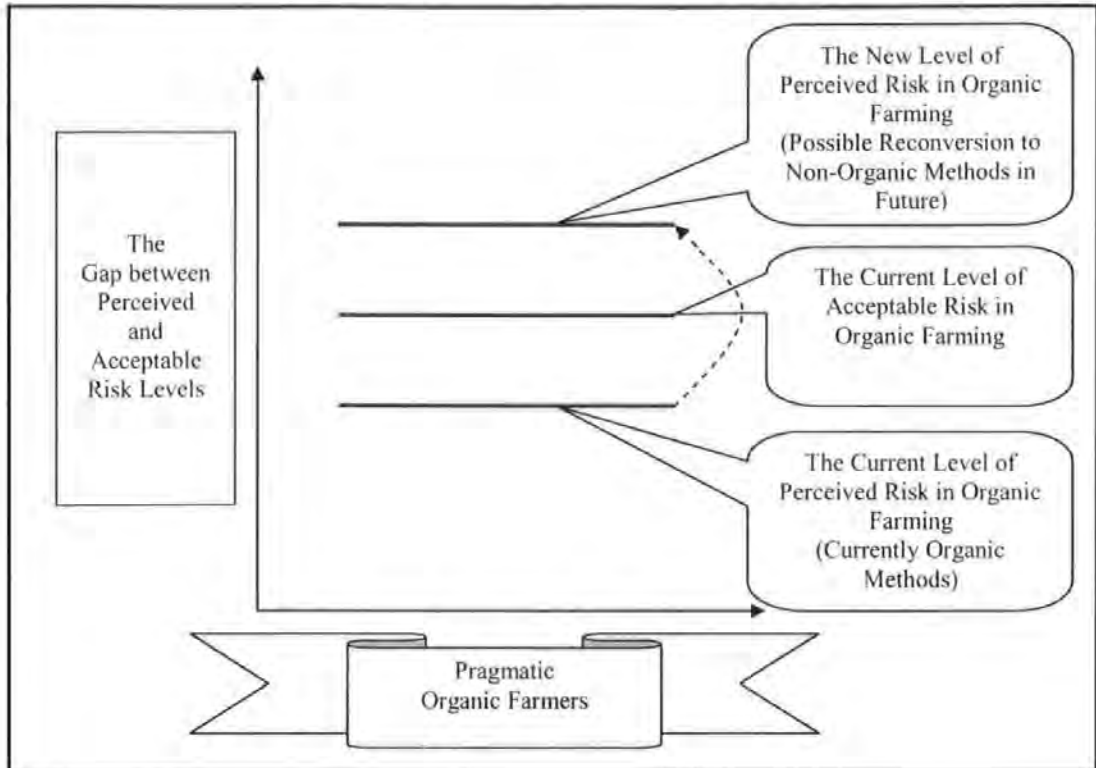 The New Level of
Perceived Risk in Organic
Farming
(Possible Reconversion to
Non-Organic Methods in
Future)
The
Gap between
Perceived
and
Acceptable
Risk Levels
The Current Level of
Acceptable Risk in
Organic Farming
The Current Level of
Perceived Risk in Organic
Farming
(Currently Organic
Methods)
Pragmatic
Organic Farmers